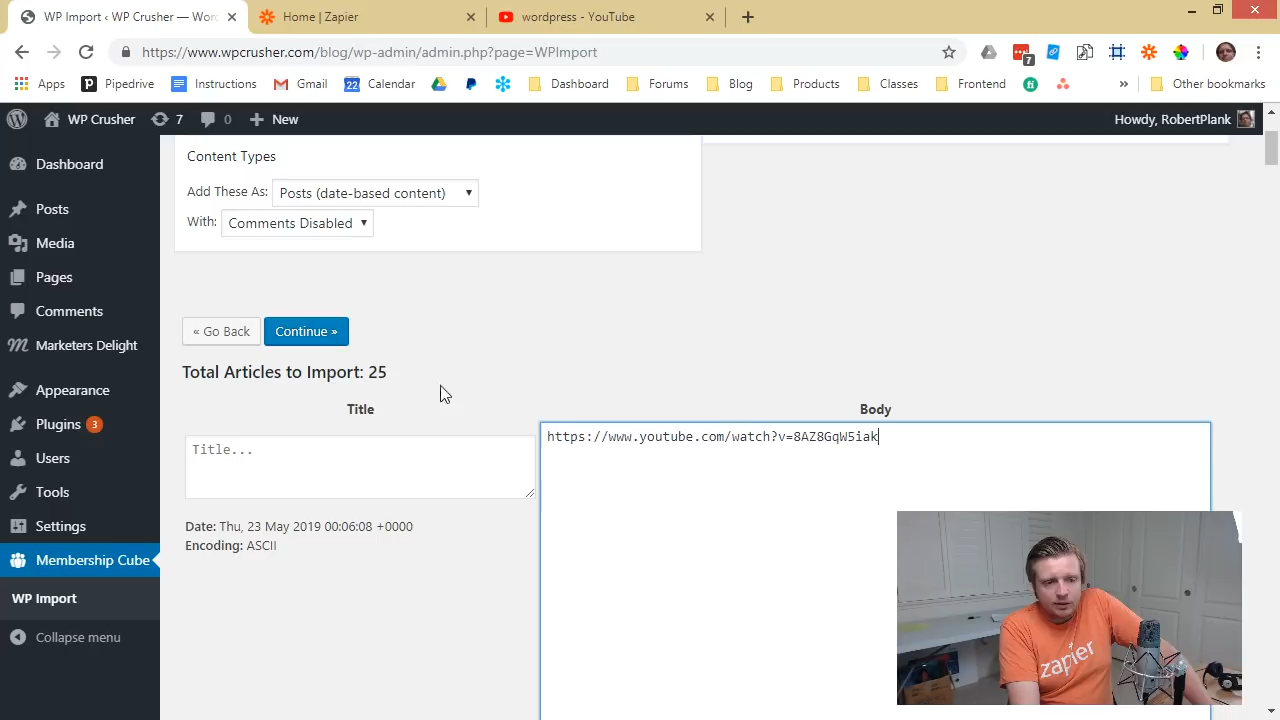 WP Import ‹ WP Crusher — Wor
Home | Zapier
wordpress - YouTube
https://www.wpcrusher.com/blog/wp-admin/admin.php?page=WPImport
7
Apps
Pipedrive
Instructions
Gmail
22
Calendar
Dashboard
Forums
Blog
Products
Classes
Frontend
fi
»
Other bookmarks
WP Crusher
7
0
New
Howdy, RobertPlank
Dashboard
Posts
Media
Pages
Comments
Marketers Delight
Appearance
Plugins 3
Users
Tools
Settings
Membership Cube
WP Import
Collapse menu
Content Types
Add These As: Posts (date-based content)
With: Comments Disabled
« Go Back
Continue »
Total Articles to Import: 25
Title
Body
Title...
https://www.youtube.com/watch?v=8AZ8GqW5iak
Date: Thu, 23 May 2019 00:06:08 +0000
Encoding: ASCII
zapier